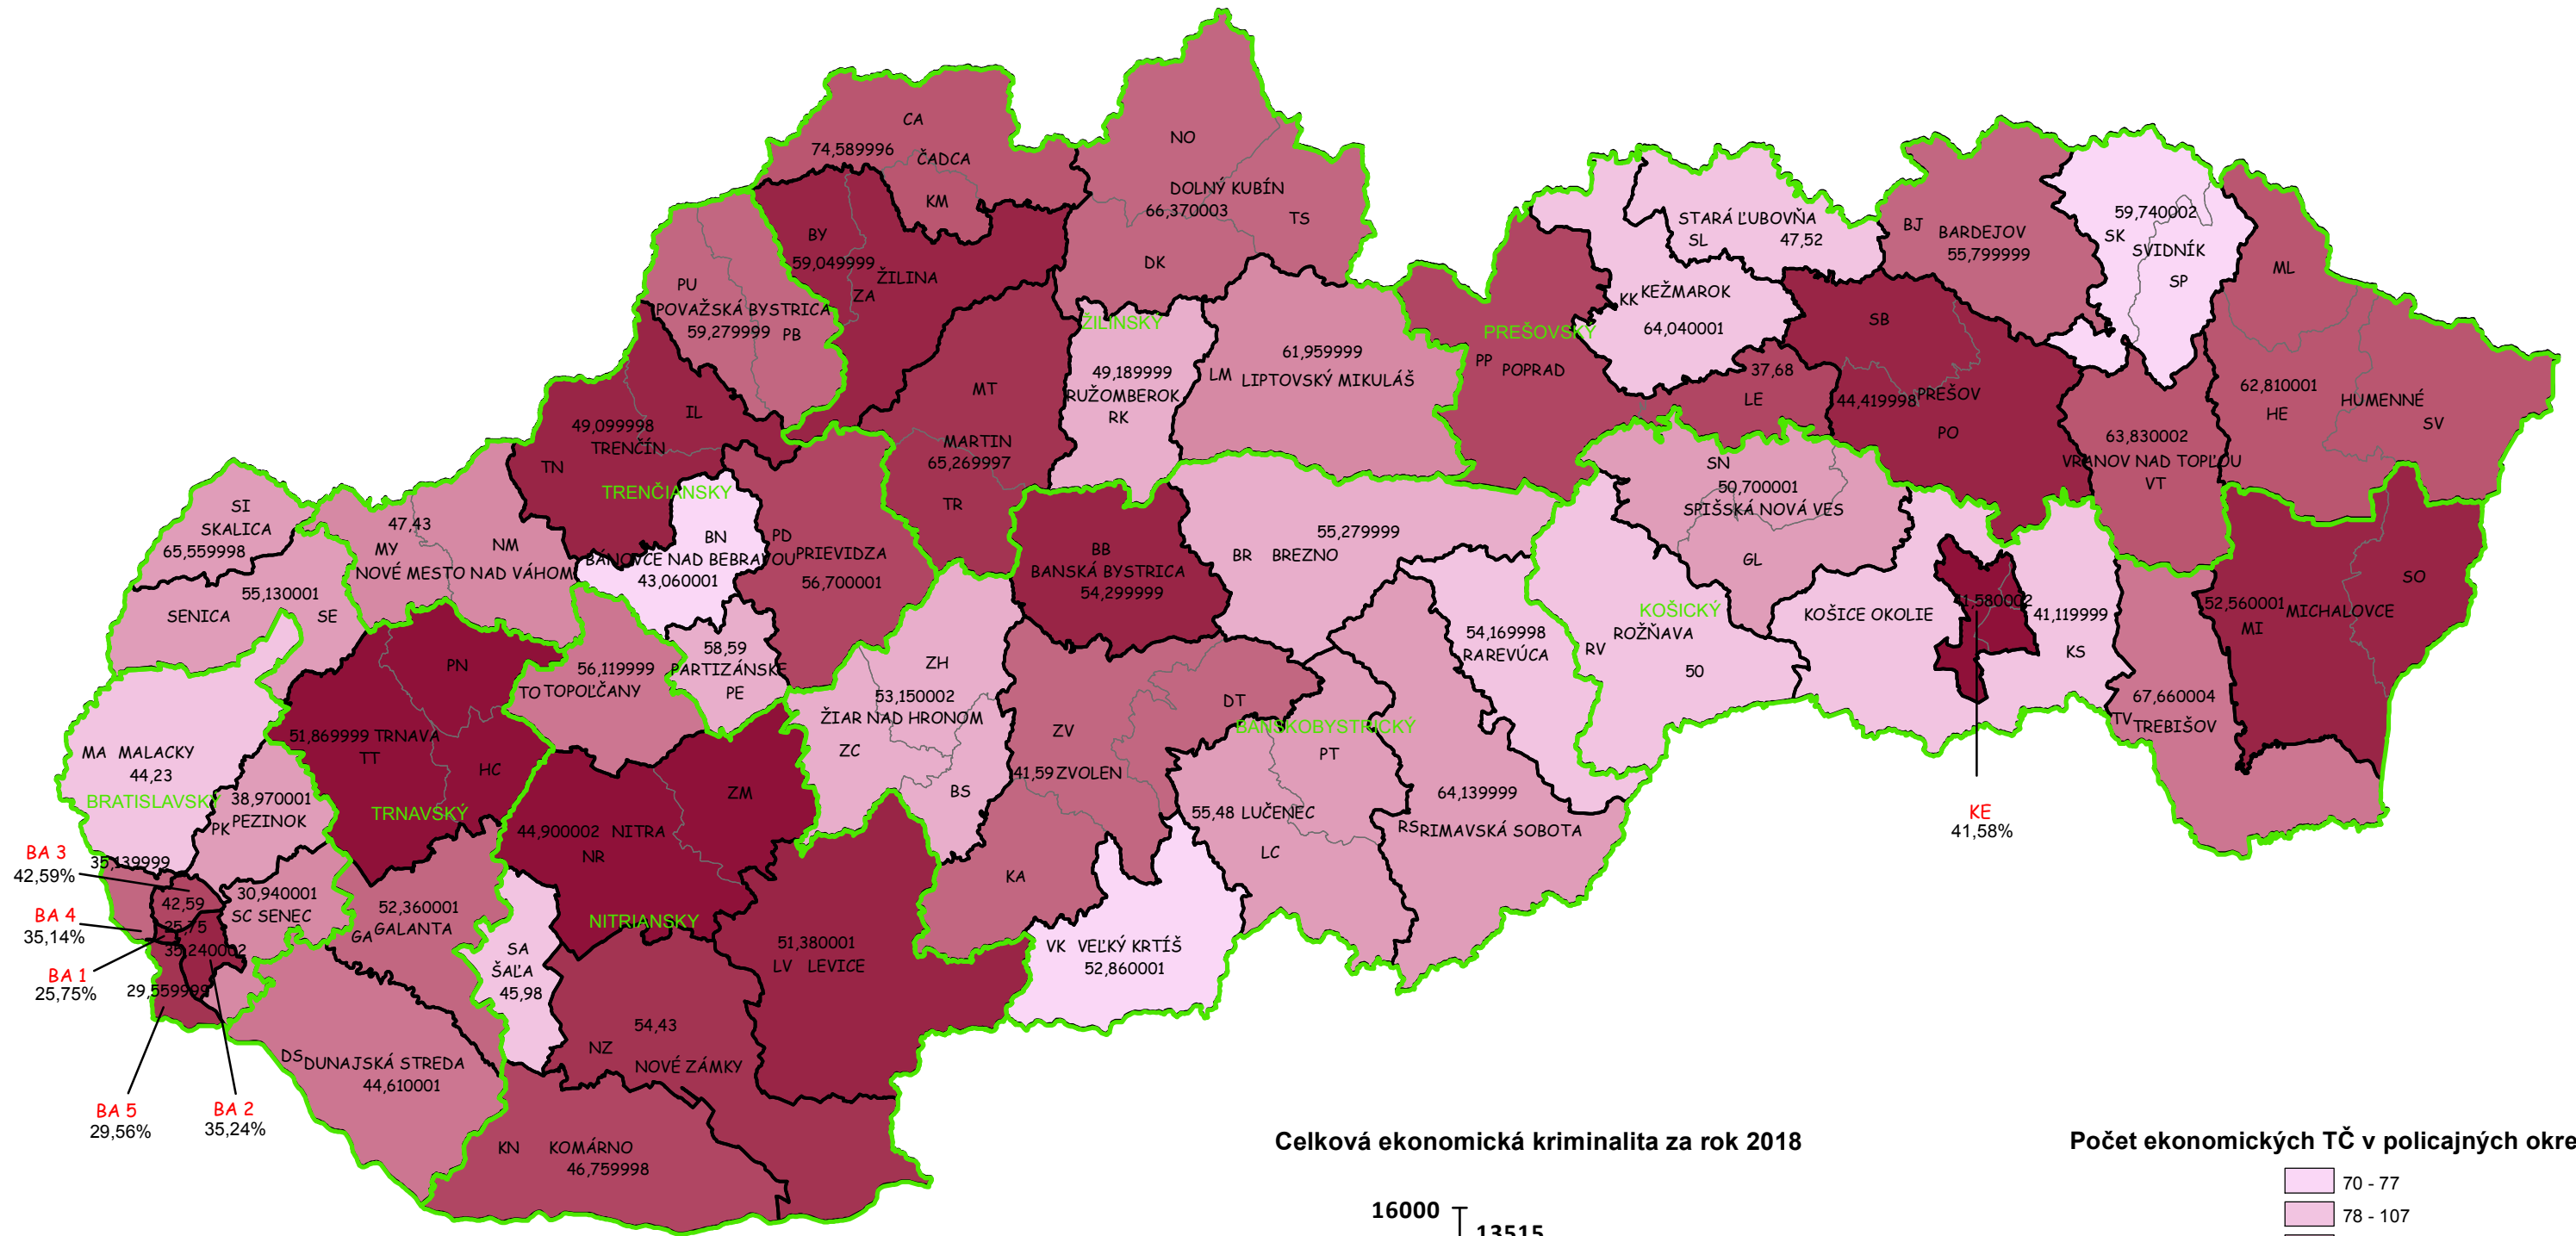 CA
74,589996
ČADCA
KM
NO
DOLNÝ KUBÍN
66,370003
TS
DK
BY
59,049999
ŽILINA
ZA
PU
POVAŽSKÁ BYSTRICA
59,279999 PB
ŽILINSKÝ
49,189999
RUŽOMBEROK
RK
61,959999
LM LIPTOVSKÝ MIKULÁŠ
MT
MARTIN
65,269997
TR
IL
49,099998
TRENČÍN
TN
TRENČIANSKY
STARÁ ĽUBOVŇA
SL 47,52
KK KEŽMAROK
64,040001
PREŠOVSKÝ
PP POPRAD
37,68
LE
BJ BARDEJOV
55,799999
59,740002
SK SVIDNÍK
SP
ML
SB
44,419998 PREŠOV
PO
62,810001
HE HUMENNÉ
SV
63,830002
VRANOV NAD TOPĽOU
VT
SI
SKALICA
65,559998
47,43
MY NM
NOVÉ MESTO NAD VÁHOM
55,130001
SENICA SE
BN
BÁNOVCE NAD BEBRAVOU
43,060001
PD
PRIEVIDZA
56,700001
BB
BANSKÁ BYSTRICA
54,299999
55,279999
BR BREZNO
SN
50,700001
SPIŠSKÁ NOVÁ VES
GL
KOŠICKÝ
ROŽŇAVA
RV
50
54,169998
RA REVÚCA
KOŠICE OKOLIE
41,580002
41,119999
KS
52,560001 MICHALOVCE
MI
SO
67,660004
TV TREBIŠOV
KE
41,58%
PN
51,869999 TRNAVA
TT
HC
TRNAVSKÝ
56,119999
TO TOPOĽČANY
58,59
PARTIZÁNSKE
PE
ZH
53,150002
ŽIAR NAD HRONOM
ZC
BS
DT
ZV
41,59 ZVOLEN
KA
BANSKOBYSTRICKÝ
PT
55,48 LUČENEC
LC
64,139999
RS RIMAVSKÁ SOBOTA
MA MALACKY
44,23
BRATISLAVSKÝ
38,970001
PK PEZINOK
35,139999
BA 3
42,59%
BA 4
35,14%
BA 1
25,75%
BA 5
29,56%
BA 2
35,24%
42,59
25,75
35,240002
29,559999
30,940001
SC SENEC
52,360001
GA GALANTA
44,900002 NITRA
NR
ZM
NITRIANSKY
SA
ŠAĽA
45,98
51,380001
LV LEVICE
VK VEĽKÝ KRTÍŠ
52,860001
54,43
NZ
NOVÉ ZÁMKY
DS DUNAJSKÁ STREDA
44,610001
KN KOMÁRNO
46,759998
Celková ekonomická kriminalita za rok 2018
16000
13515
Počet ekonomických TČ v policajných okre
70 - 77
78 - 107